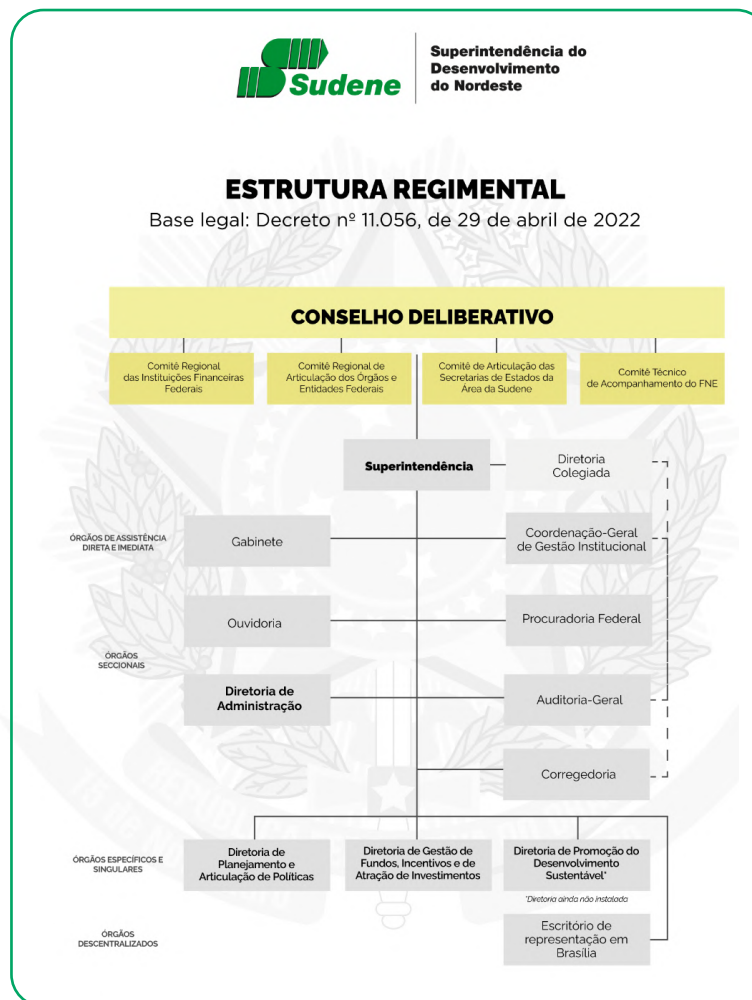 Sudene
Superintendência do
Desenvolvimento
do Nordeste
ESTRUTURA REGIMENTAL
Base legal: Decreto nº 11.056, de 29 de abril de 2022
CONSELHO DELIBERATIVO
Comitê Regional
das Instituições Financeiras
Federais
Comitê Regional de
Articulação dos Órgãos e
Entidades Federais
Comitê de Articulação das
Secretarias de Estados da
Área da Sudene
Comitê Técnico
de Acompanhamento do FNE
Superintendência
Diretoria
Colegiada
ÓRGÃOS DE ASSISTÊNCIA
DIRETA E IMEDIATA
Gabinete
Coordenação-Geral
de Gestão Institucional
Ouvidoria
Procuradoria Federal
ÓRGÃOS
SECCIONAIS
Diretoria de
Administração
Auditoria-Geral
Corregedoria
ÓRGÃOS ESPECÍFICOS E
SINGULARES
Diretoria de
Planejamento e
Articulação de Políticas
Diretoria de Gestão de
Fundos, Incentivos e de
Atração de Investimentos
Diretoria de Promoção do
Desenvolvimento
Sustentável*
*Diretoria ainda não instalada
ÓRGÃOS
DESCENTRALIZADOS
Escritório de
representação em
Brasília